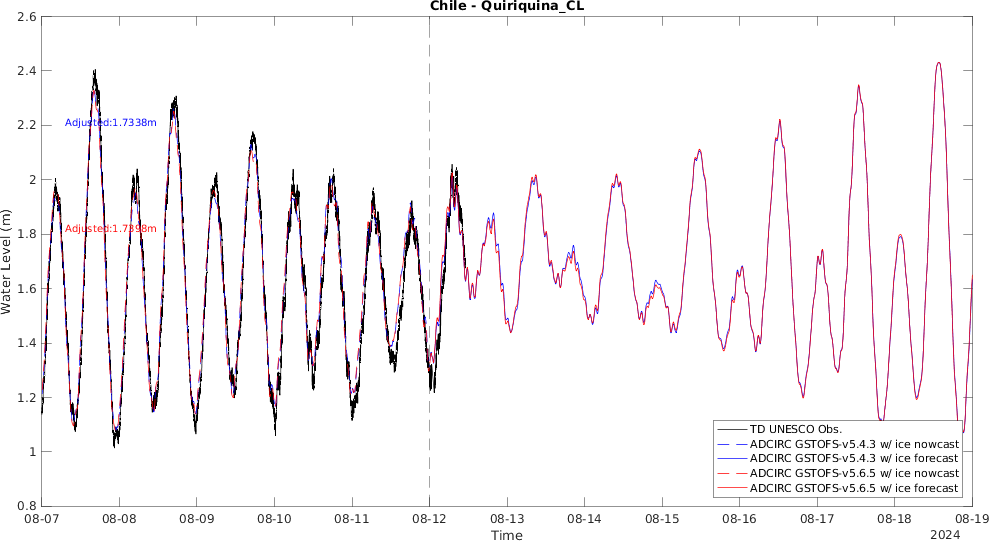 Chile - Quiriquina_CL
2.6
2.4
2.2
2
1.8
1.6
1.4
1.2
1
0.8
Water Level (m)
Adjusted:1.7338m
Adjusted:1.7398m
TD UNESCO Obs.
ADCIRC GSTOFS-v5.4.3 w/ ice nowcast
ADCIRC GSTOFS-v5.4.3 w/ ice forecast
ADCIRC GSTOFS-v5.6.5 w/ ice nowcast
ADCIRC GSTOFS-v5.6.5 w/ ice forecast
08-07 08-08 08-09 08-10 08-11 08-12 08-13 08-14 08-15 08-16 08-17 08-18 08-19
Time
2024